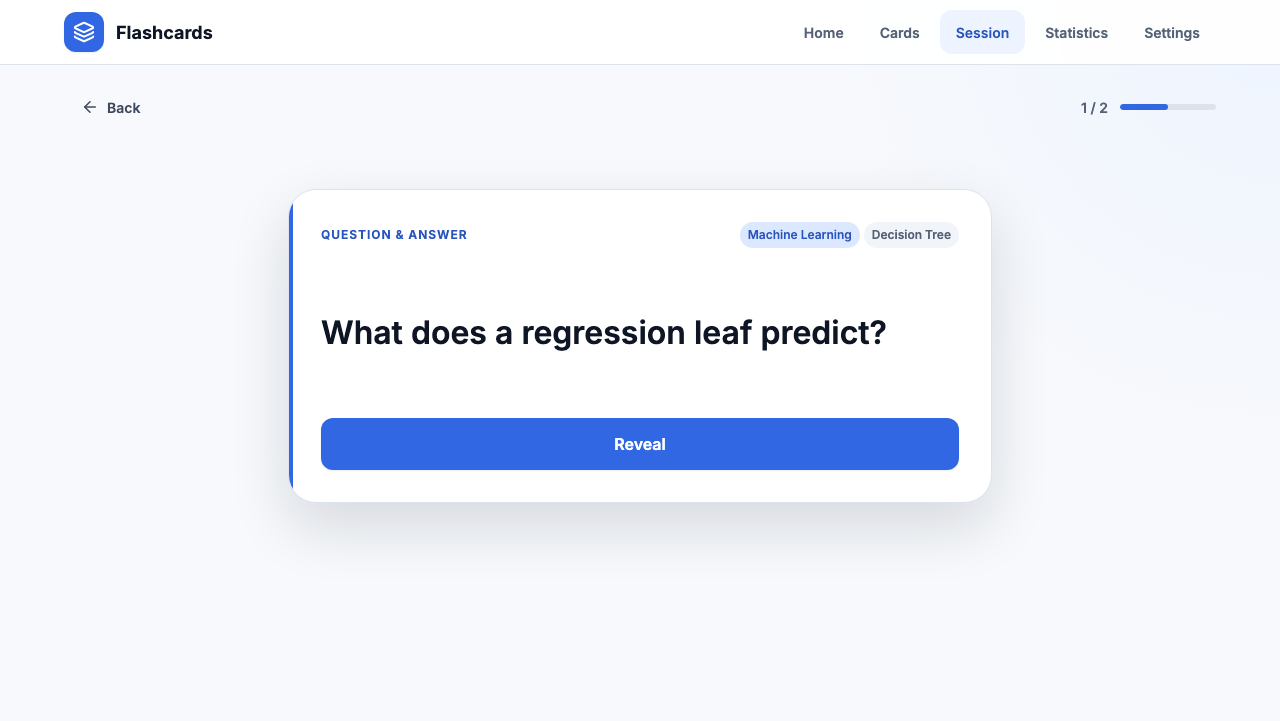 Flashcards
Home Cards Session Statistics Settings
Back
1 / 2
QUESTION & ANSWER
Machine Learning Decision Tree
What does a regression leaf predict?
Reveal